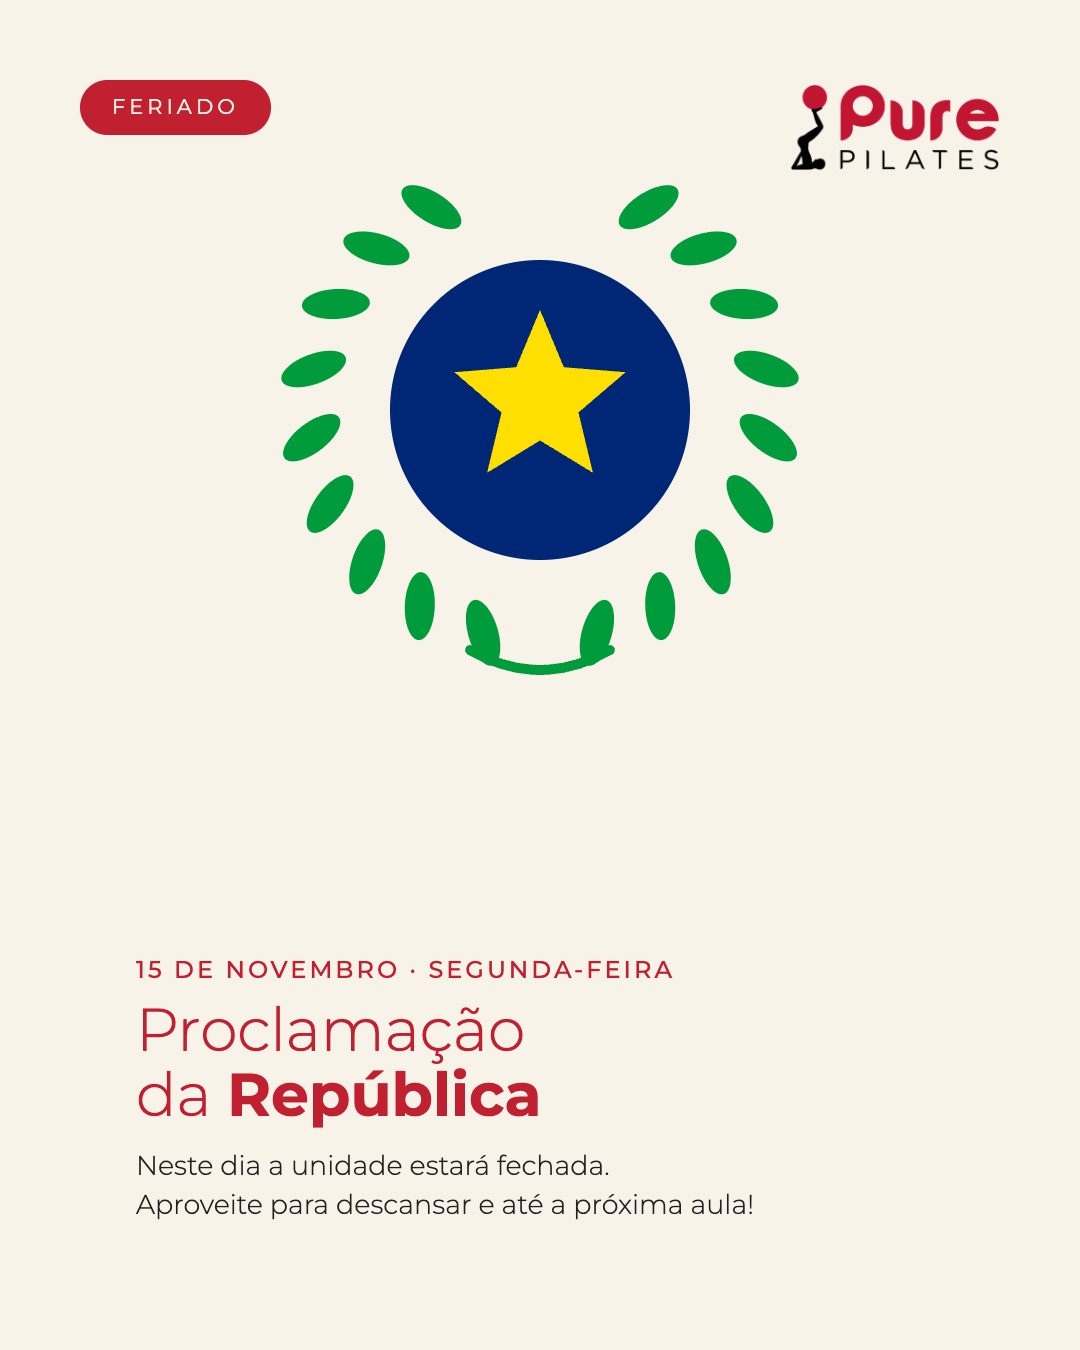 FERIADO
Pure
PILATES
15 DE NOVEMBRO · SEGUNDA-FEIRA
Proclamação
da República
Neste dia a unidade estará fechada.
Aproveite para descansar e até a próxima aula!